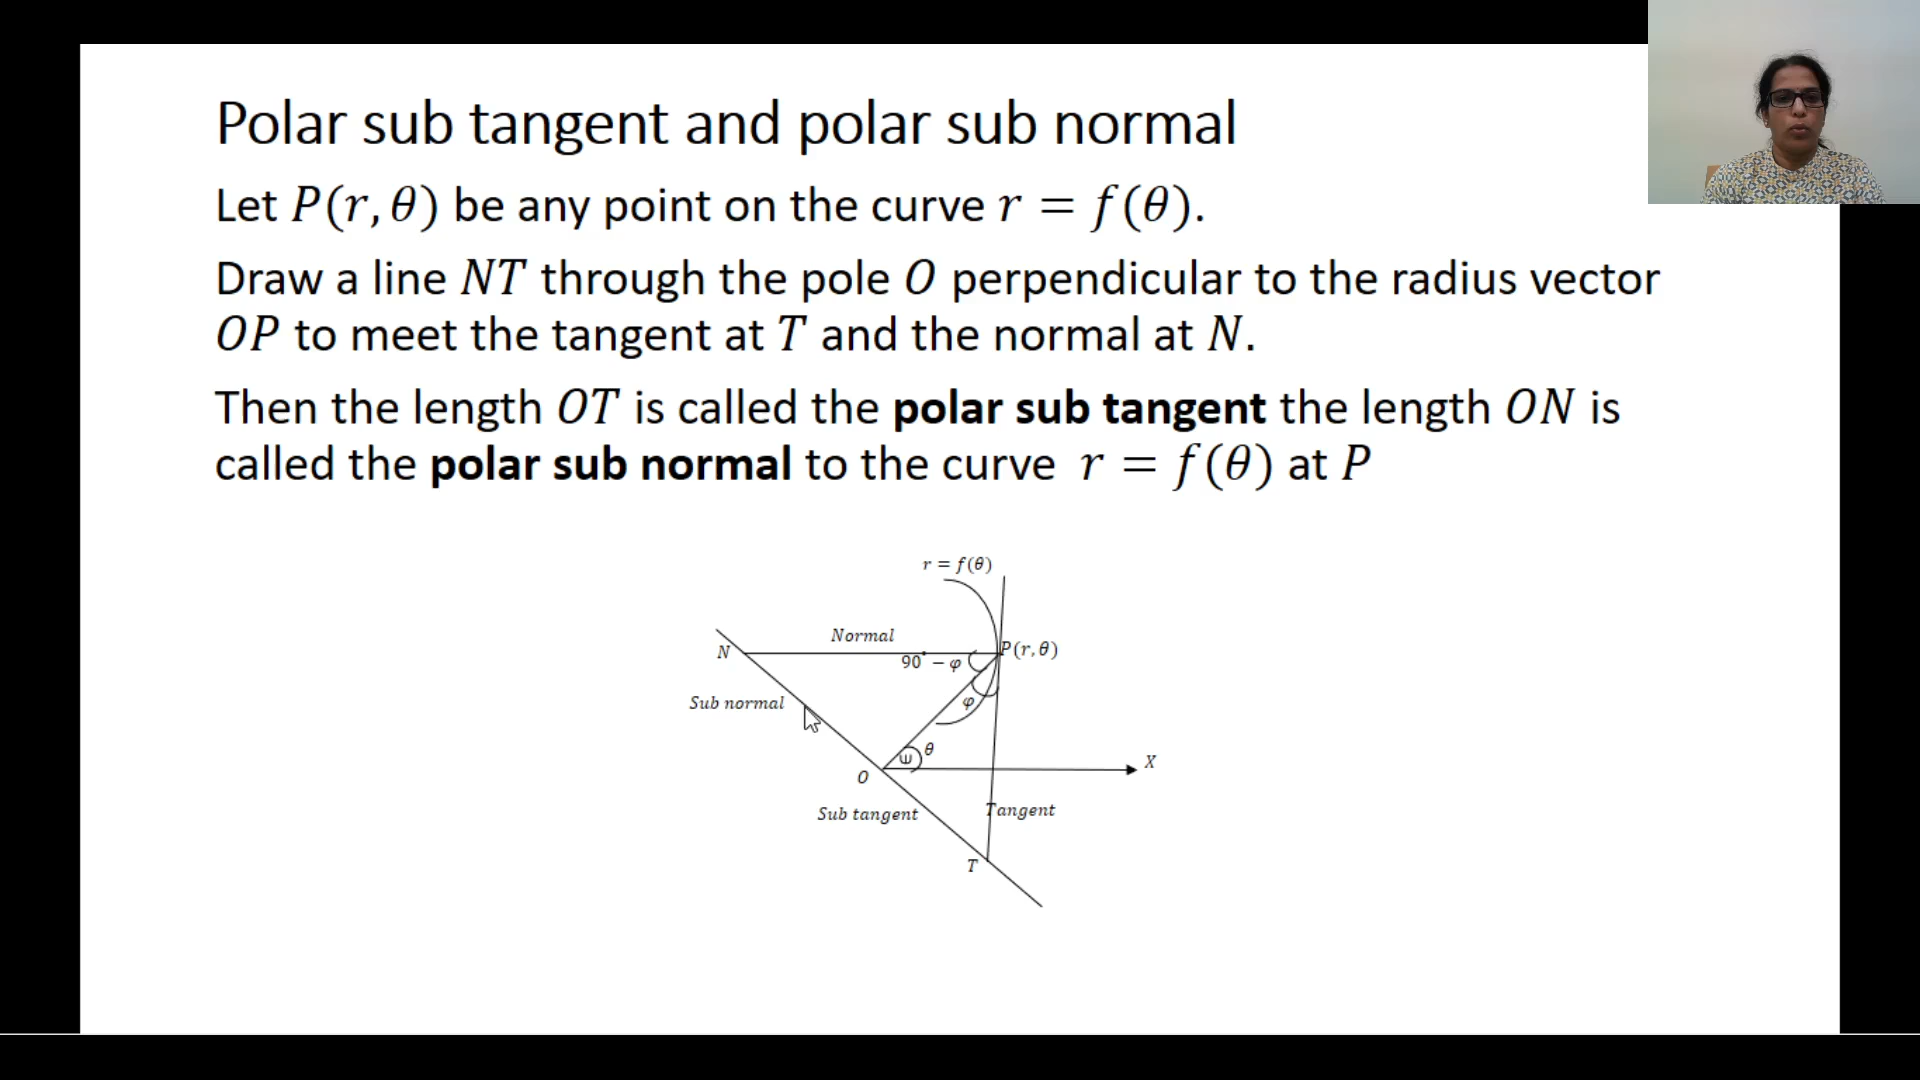 Polar sub tangent and polar sub normal
Let P(r, θ) be any point on the curve r = f(θ).
Draw a line NT through the pole O perpendicular to the radius vector
OP to meet the tangent at T and the normal at N.
Then the length OT is called the polar sub tangent the length ON is
called the polar sub normal to the curve r = f(θ) at P
r = f(θ)
Normal
N
P(r, θ)
90° − φ
Sub normal
φ
θ
O
X
Sub tangent
Tangent
T